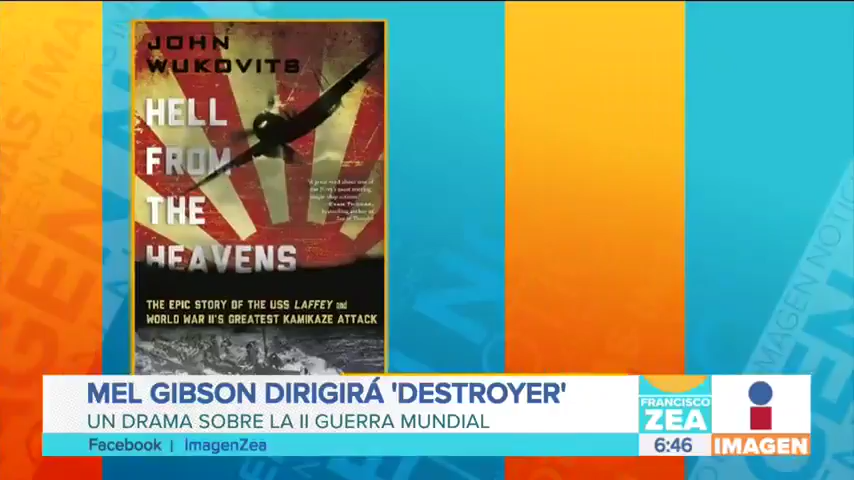 JOHN
WUKOVITS
HELL
FROM
THE
HEAVENS
THE EPIC STORY OF THE USS LAFFEY and
WORLD WAR II'S GREATEST KAMIKAZE ATTACK
MEL GIBSON DIRIGIRÁ 'DESTROYER'
UN DRAMA SOBRE LA II GUERRA MUNDIAL
Facebook | ImagenZea
FRANCISCO
ZEA
6:46
IMAGEN
IMAGEN NOTICIAS